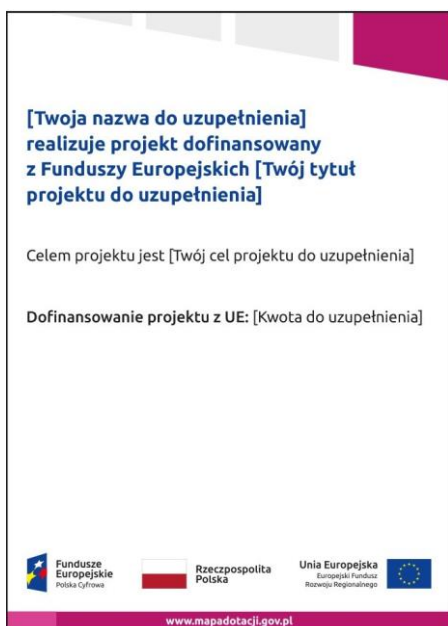 [Twoja nazwa do uzupełnienia]
realizuje projekt dofinansowany
z Funduszy Europejskich [Twój tytuł
projektu do uzupełnienia]
Celem projektu jest [Twój cel projektu do uzupełnienia]
Dofinansowanie projektu z UE: [Kwota do uzupełnienia]
Fundusze
Europejskie
Polska Cyfrowa
Rzeczpospolita
Polska
Unia Europejska
Europejski Fundusz
Rozwoju Regionalnego
www.mapadotacji.gov.pl